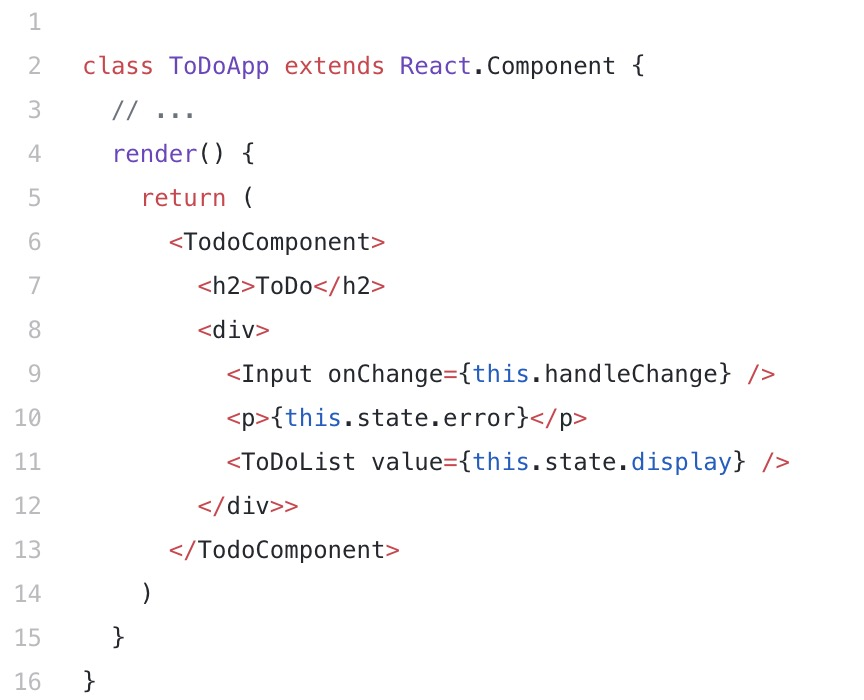 1
2 class ToDoApp extends React.Component {
3 // ...
4 render() {
5 return (
6 <TodoComponent>
7 <h2>ToDo</h2>
8 <div>
9 <Input onChange={this.handleChange} />
10 <p>{this.state.error}</p>
11 <ToDoList value={this.state.display} />
12 </div>>
13 </TodoComponent>
14 )
15 }
16 }